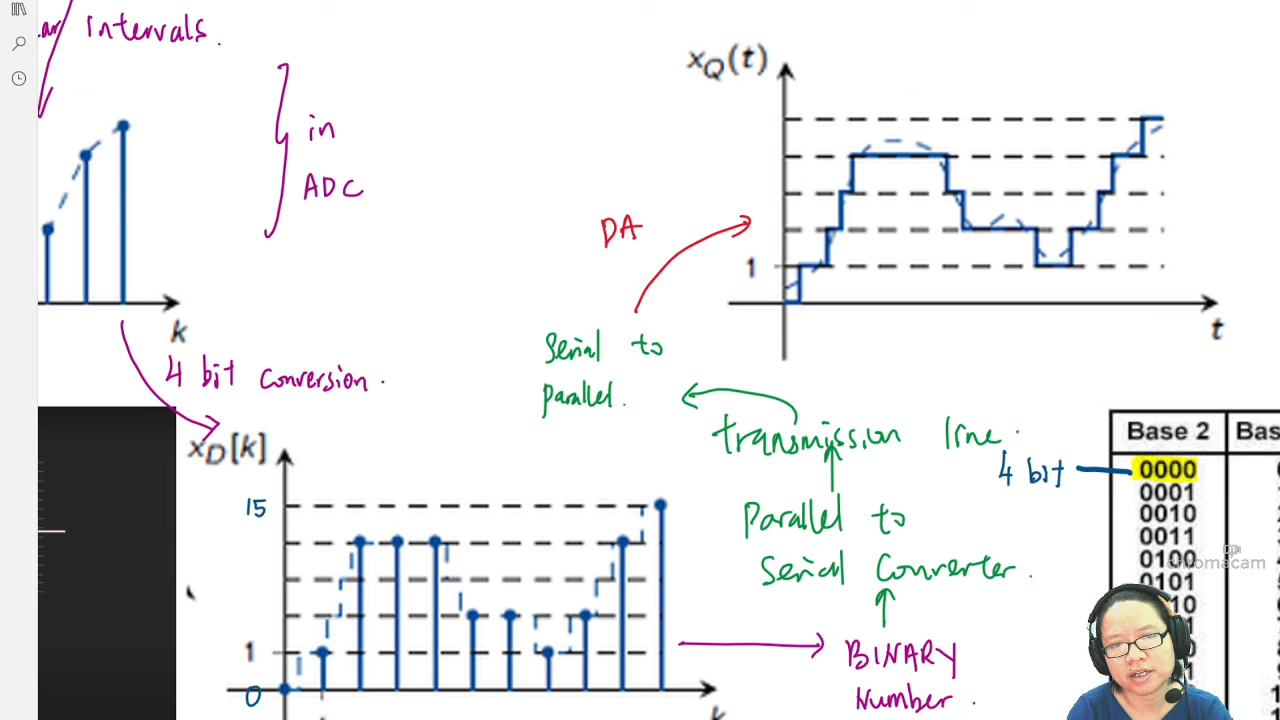 Intervals.
in
ADC
k
4 bit conversion.
xQ(t)
1
t
DA
Serial to
parallel.
transmission line.
Parallel to
Serial Converter.
BINARY
Number.
xD[k]
15
1
0
4 bit
Base 2
0000
0001
0010
0011
0100
0101
chromacam